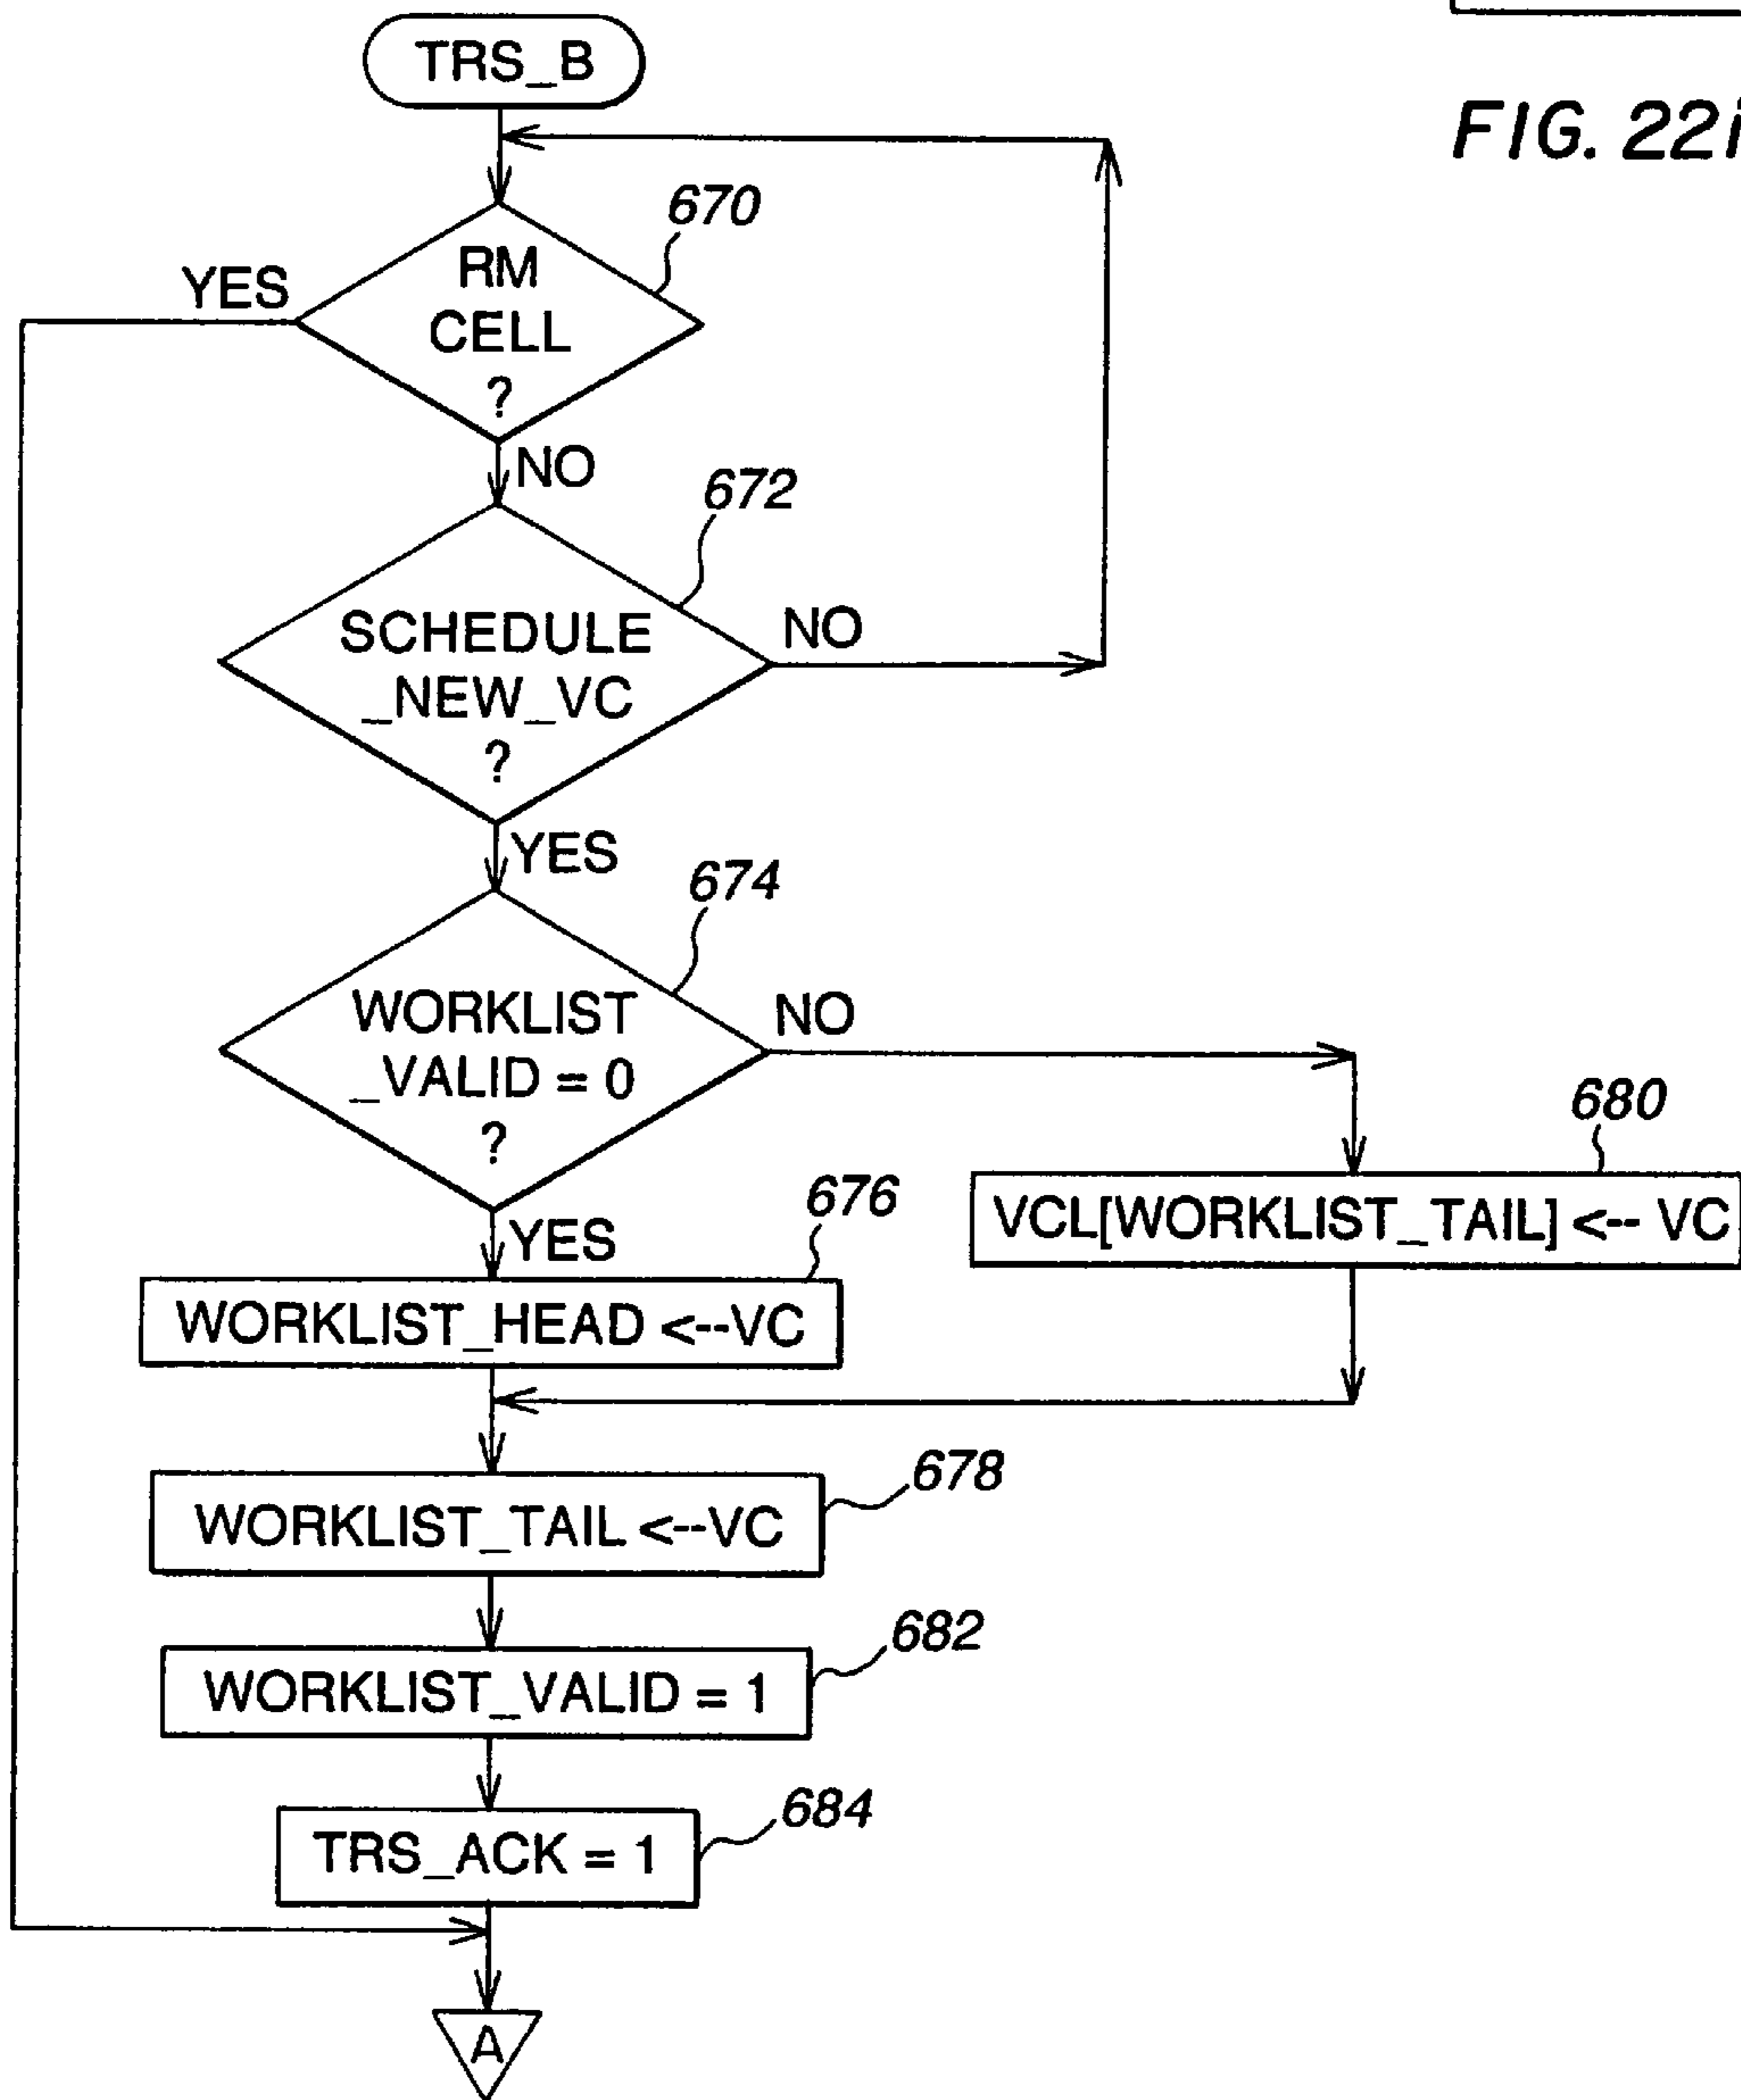 TRS_B
FIG. 22i
670
RM
CELL
?
YES
NO
672
SCHEDULE
_NEW_VC
?
NO
YES
674
WORKLIST
_VALID = 0
?
NO
680
VCL[WORKLIST_TAIL] <-- VC
YES
676
WORKLIST_HEAD <--VC
678
WORKLIST_TAIL <--VC
682
WORKLIST_VALID = 1
684
TRS_ACK = 1
A